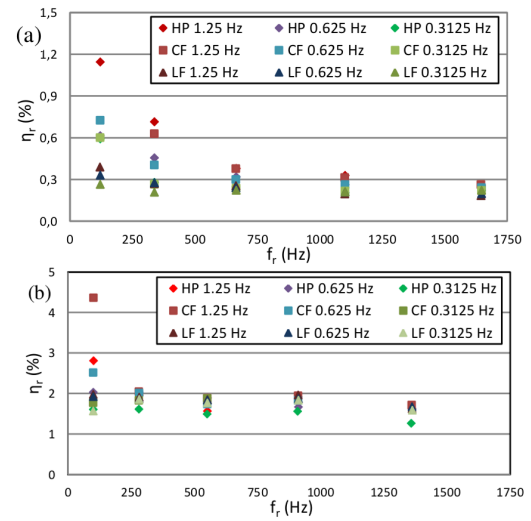 (a)
1,5
1,2
0,9
0,6
0,3
0,0
η_r (%)
HP 1.25 Hz HP 0.625 Hz HP 0.3125 Hz
CF 1.25 Hz CF 0.625 Hz CF 0.3125 Hz
LF 1.25 Hz LF 0.625 Hz LF 0.3125 Hz
0 250 500 750 1000 1250 1500 1750
f_r (Hz)
(b)
5
4
3
2
1
0
η_r (%)
HP 1.25 Hz HP 0.625 Hz HP 0.3125 Hz
CF 1.25 Hz CF 0.625 Hz CF 0.3125 Hz
LF 1.25 Hz LF 0.625 Hz LF 0.3125 Hz
0 250 500 750 1000 1250 1500 1750
f_r (Hz)